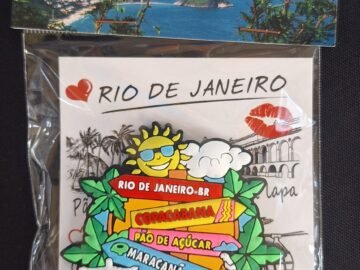 RIO DE JANEIRO
RIO DE JANEIRO-BR
COPACABANA
PÃO DE AÇÚCAR
MARACANÃ
Lapa